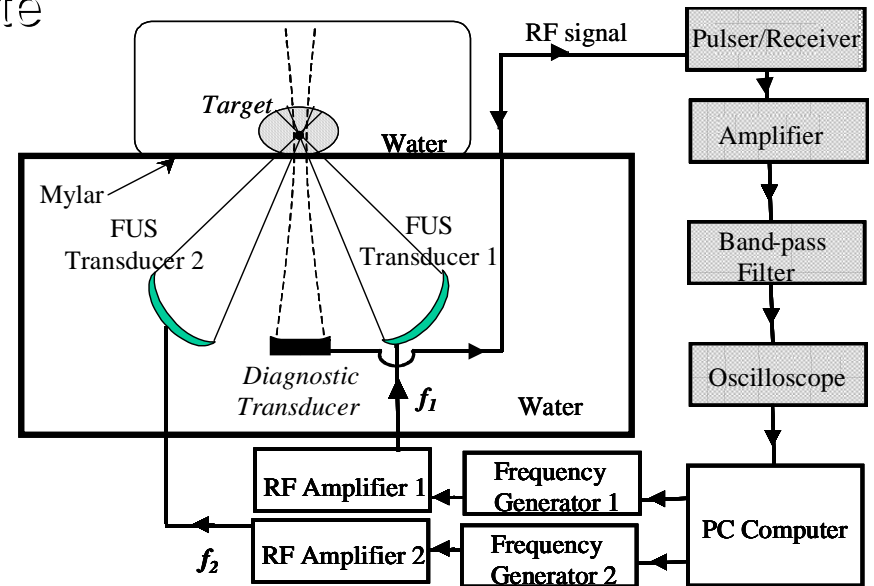 te
RF signal
Pulser/Receiver
Target
Amplifier
Water
Mylar
FUS
Transducer 2
FUS
Transducer 1
Band-pass
Filter
Diagnostic
Transducer
f1
Water
Oscilloscope
RF Amplifier 1
Frequency
Generator 1
PC Computer
f2
RF Amplifier 2
Frequency
Generator 2